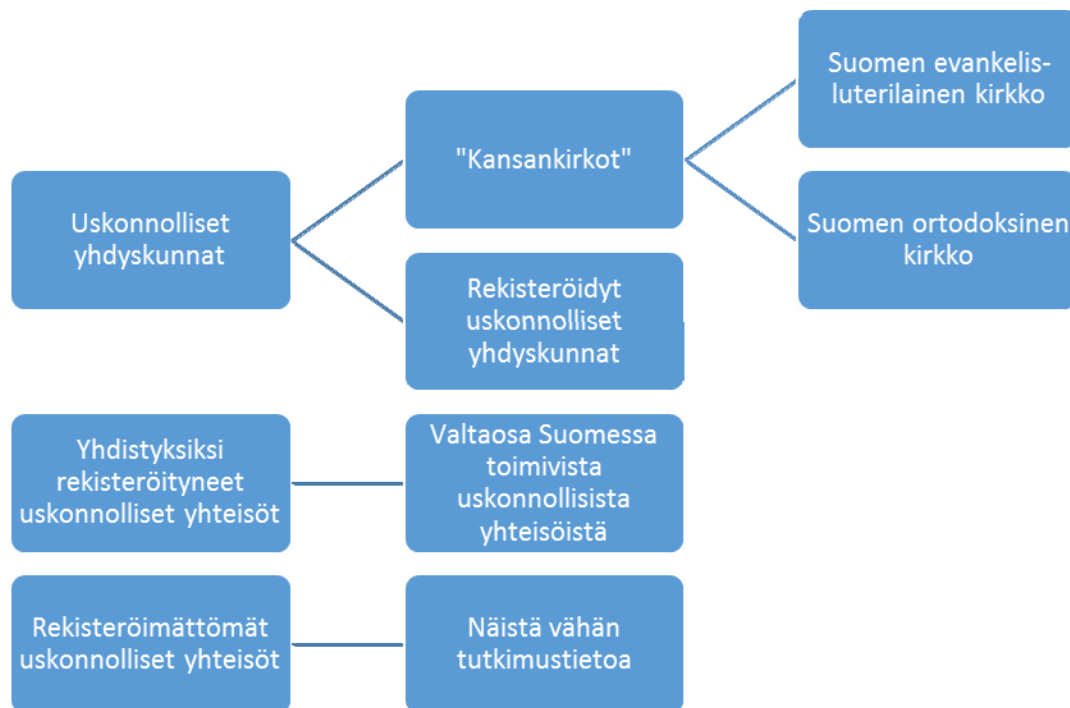 Uskonnolliset
yhdyskunnat
"Kansankirkot"
Suomen evankelis-
luterilainen kirkko
Suomen ortodoksinen
kirkko
Rekisteröidyt
uskonnolliset
yhdyskunnat
Yhdistyksiksi
rekisteröityneet
uskonnolliset yhteisöt
Valtaosa Suomessa
toimivista
uskonnollisista
yhteisöistä
Rekisteröimättömät
uskonnolliset yhteisöt
Näistä vähän
tutkimustietoa